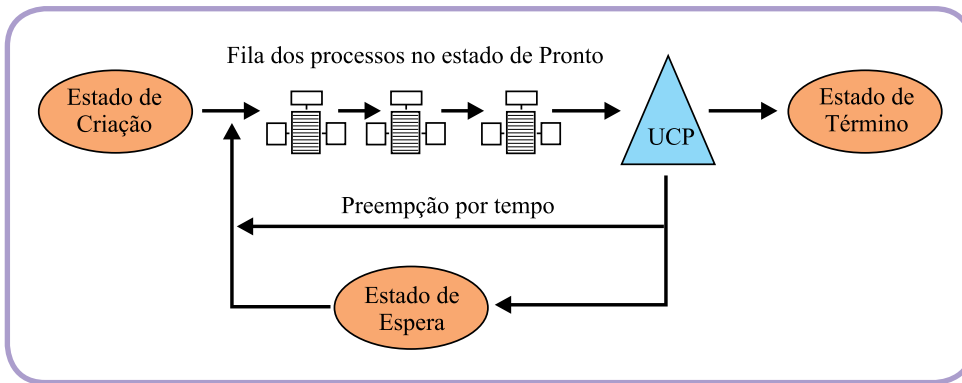 Fila dos processos no estado de Pronto
Estado de
Criação
UCP
Estado de
Término
Preempção por tempo
Estado de
Espera